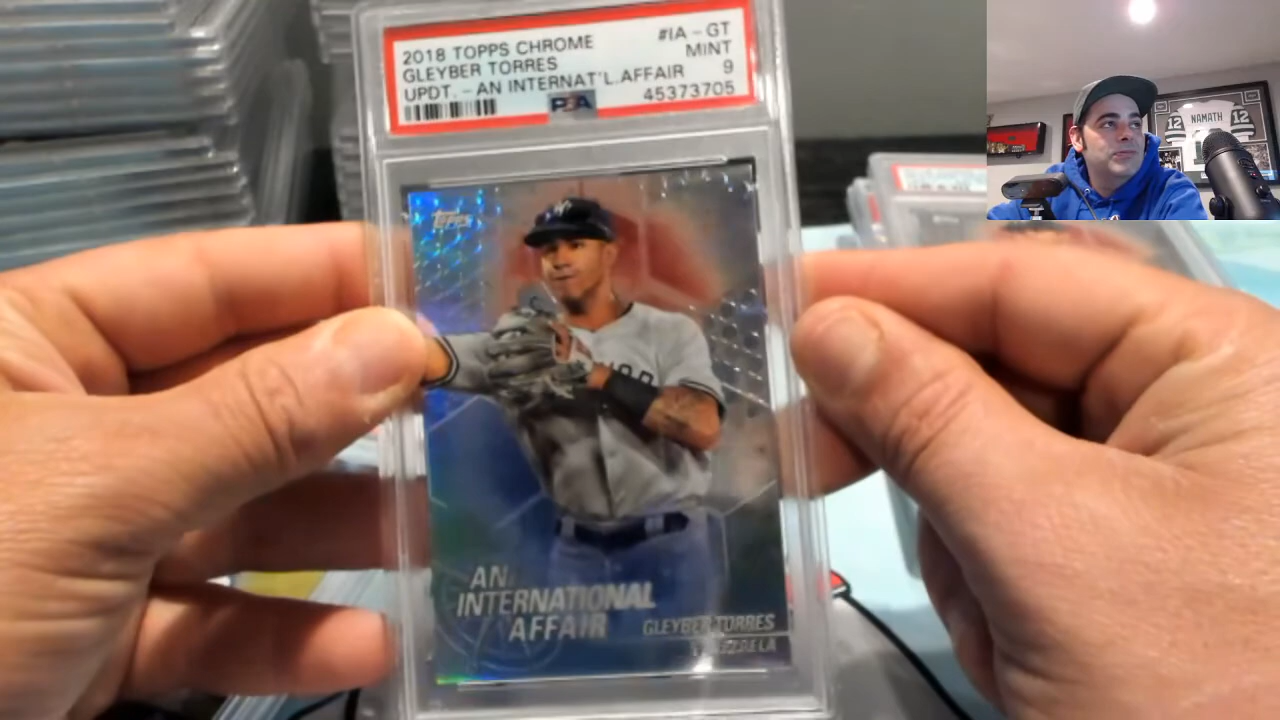 2018 TOPPS CHROME #IA - GT
GLEYBER TORRES MINT
UPDT. - AN INTERNAT'L.AFFAIR 9
PSA 45373705
Topps
AN
INTERNATIONAL
AFFAIR
GLEYBER TORRES
12 NAMATH 12